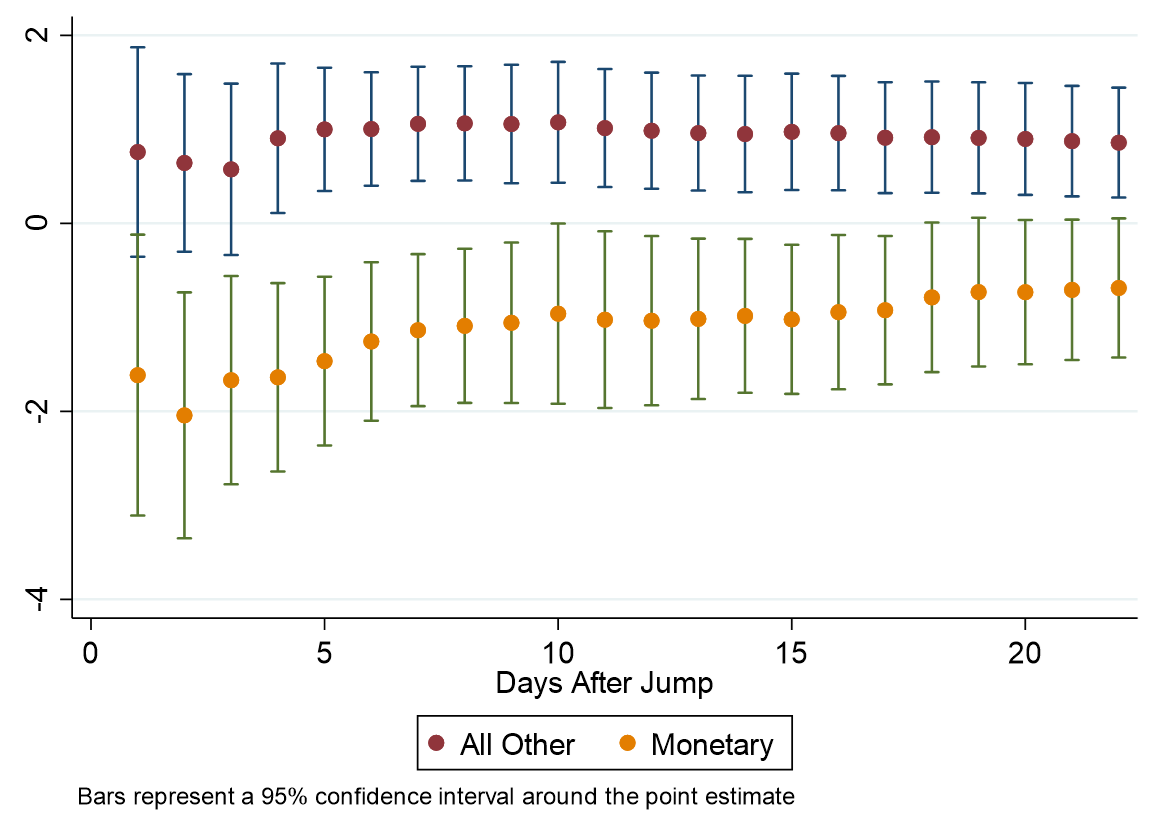 2
0
-2
-4
0 5 10 15 20
Days After Jump
All Other Monetary
Bars represent a 95% confidence interval around the point estimate